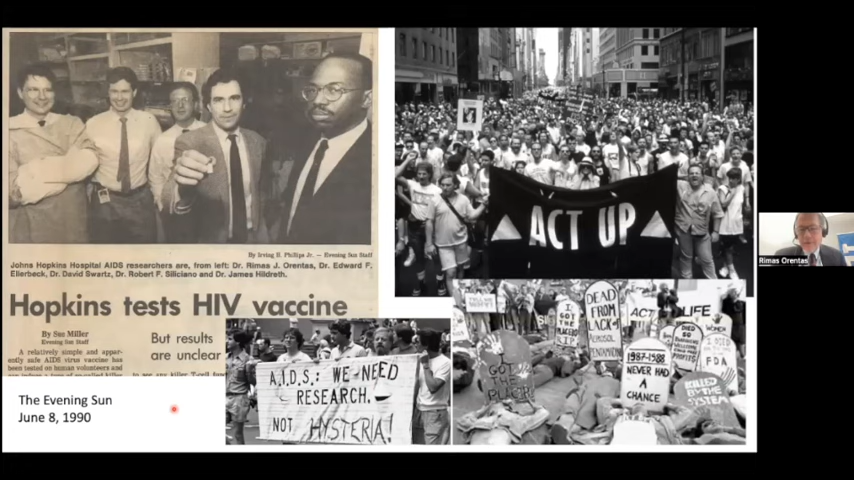 By Irving H. Phillips Jr. — Evening Sun Staff
Johns Hopkins Hospital AIDS researchers are, from left: Dr. Rimas J. Orentas, Dr. Edward F.
Ellerbeck, Dr. David Swartz, Dr. Robert F. Siliciano and Dr. James Hildreth.
Hopkins tests HIV vaccine
By Sue Miller
Evening Sun Staff
A relatively simple and appar-
ently safe AIDS virus vaccine has
been tested on human volunteers and
But results
are unclear
The Evening Sun
June 8, 1990
ACT UP
A.I.D.S.: WE NEED
RESEARCH,
NOT HYSTERIA!
I GOT
THE
PLACEBO
I GOT
THE
PLACEBO
R.I.P.
DEAD
FROM
LACK of
AEROSOL
PENTAMIDINE
ACT
LIFE
1987-1988
NEVER HAD
A
CHANCE
KILLED
BY THE
SYSTEM
FDA
Rimas Orentas